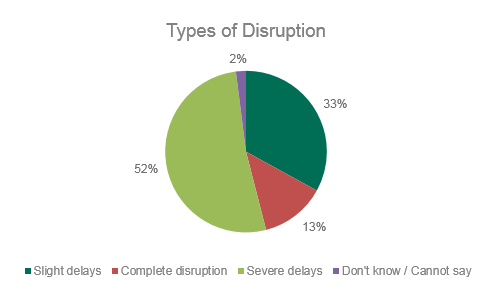 Types of Disruption
2%
33%
52%
13%
Slight delays Complete disruption Severe delays Don't know / Cannot say